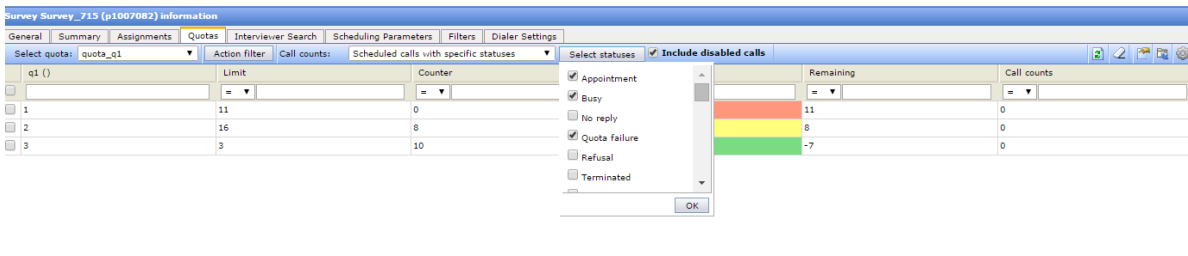 Survey Survey_715 (p1007082) information
General Summary Assignments Quotas Interviewer Search Scheduling Parameters Filters Dialer Settings
Select quota: quota_q1 Action filter Call counts: Scheduled calls with specific statuses Select statuses Include disabled calls
q1 () Limit Counter Remaining Call counts
= = = =
1 11 0 11 0
2 16 8 8 0
3 3 10 -7 0
Appointment
Busy
No reply
Quota failure
Refusal
Terminated
OK